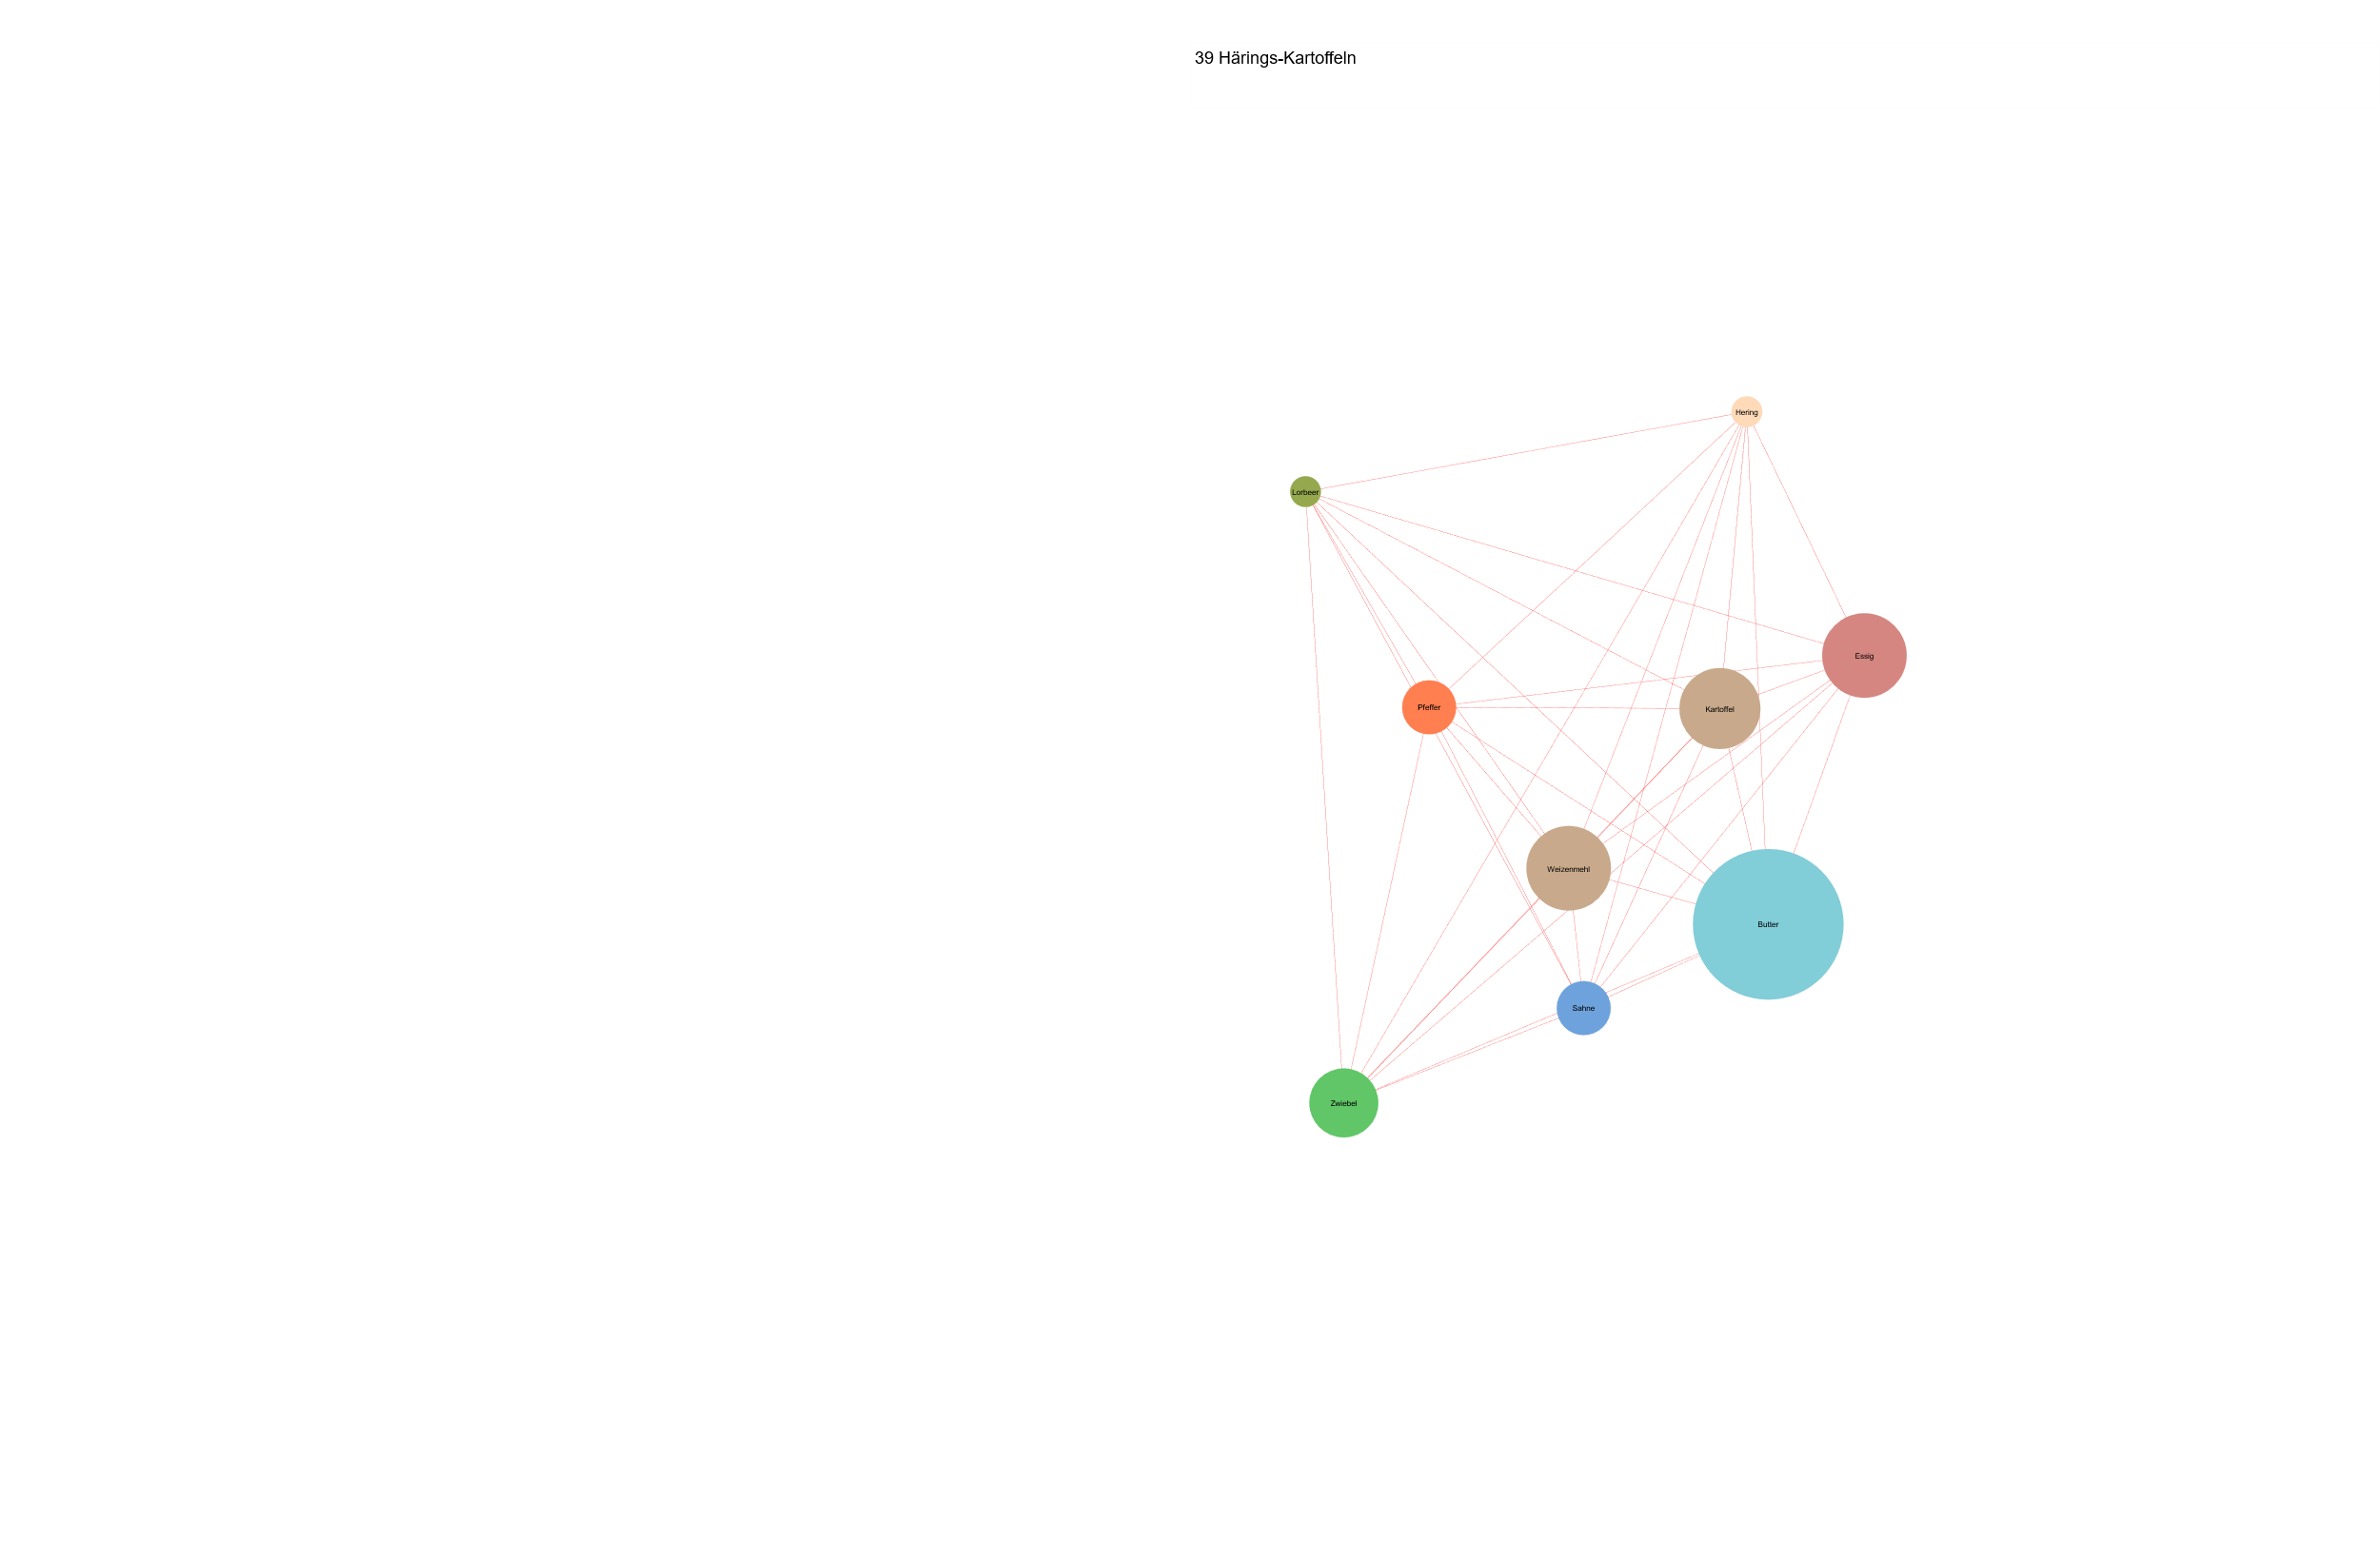 39 Härings-Kartoffeln
Hering
Lorbeer
Essig
Pfeffer
Kartoffel
Weizenmehl
Butter
Sahne
Zwiebel